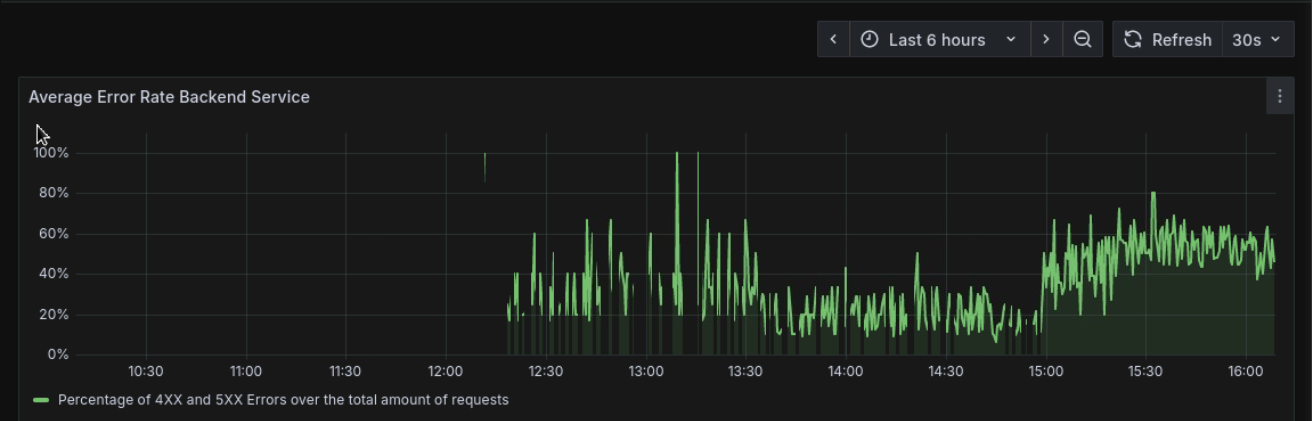 Last 6 hours
Refresh 30s
Average Error Rate Backend Service
100%
80%
60%
40%
20%
0%
10:30 11:00 11:30 12:00 12:30 13:00 13:30 14:00 14:30 15:00 15:30 16:00
Percentage of 4XX and 5XX Errors over the total amount of requests